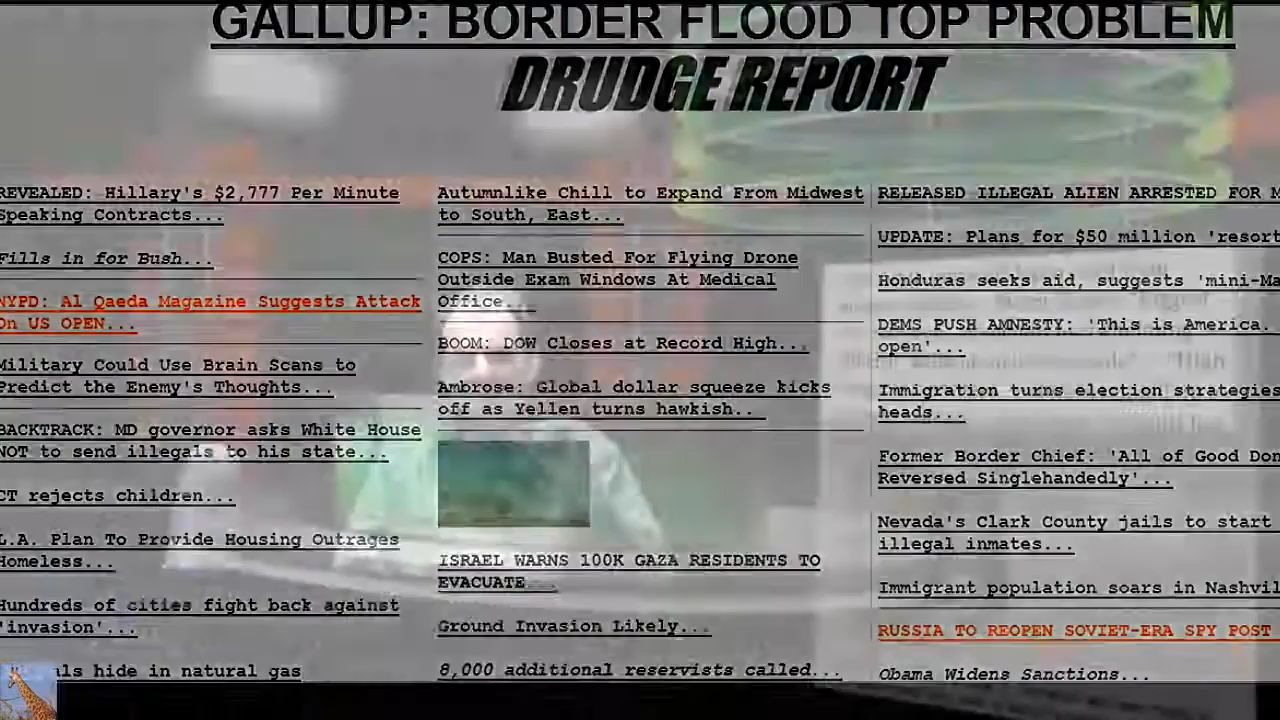 GALLUP: BORDER FLOOD TOP PROBLEM
DRUDGE REPORT
REVEALED: Hillary's $2,777 Per Minute
Speaking Contracts...
Fills in for Bush...
NYPD: Al Qaeda Magazine Suggests Attack
On US OPEN...
Military Could Use Brain Scans to
Predict the Enemy's Thoughts...
BACKTRACK: MD governor asks White House
NOT to send illegals to his state...
CT rejects children...
L.A. Plan To Provide Housing Outrages
Homeless...
Hundreds of cities fight back against
'invasion'...
ls hide in natural gas
Autumnlike Chill to Expand From Midwest
to South, East...
COPS: Man Busted For Flying Drone
Outside Exam Windows At Medical
Office...
BOOM: DOW Closes at Record High...
Ambrose: Global dollar squeeze kicks
off as Yellen turns hawkish..
ISRAEL WARNS 100K GAZA RESIDENTS TO
EVACUATE...
Ground Invasion Likely...
8,000 additional reservists called...
RELEASED ILLEGAL ALIEN ARRESTED FOR M
UPDATE: Plans for $50 million 'resort
Honduras seeks aid, suggests 'mini-Ma
DEMS PUSH AMNESTY: 'This is America.
open'...
Immigration turns election strategies
heads...
Former Border Chief: 'All of Good Don
Reversed Singlehandedly'...
Nevada's Clark County jails to start
illegal inmates...
Immigrant population soars in Nashvil
RUSSIA TO REOPEN SOVIET-ERA SPY POST
Obama Widens Sanctions...